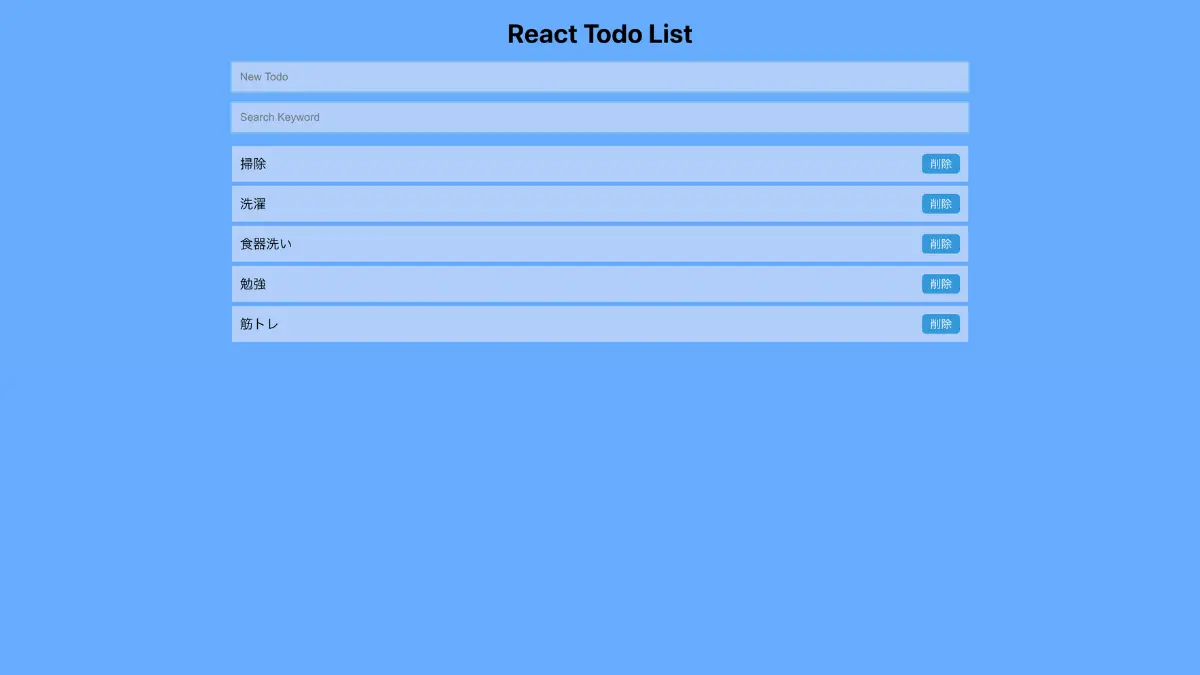 React Todo List
New Todo
Search Keyword
掃除 削除
洗濯 削除
食器洗い 削除
勉強 削除
筋トレ 削除